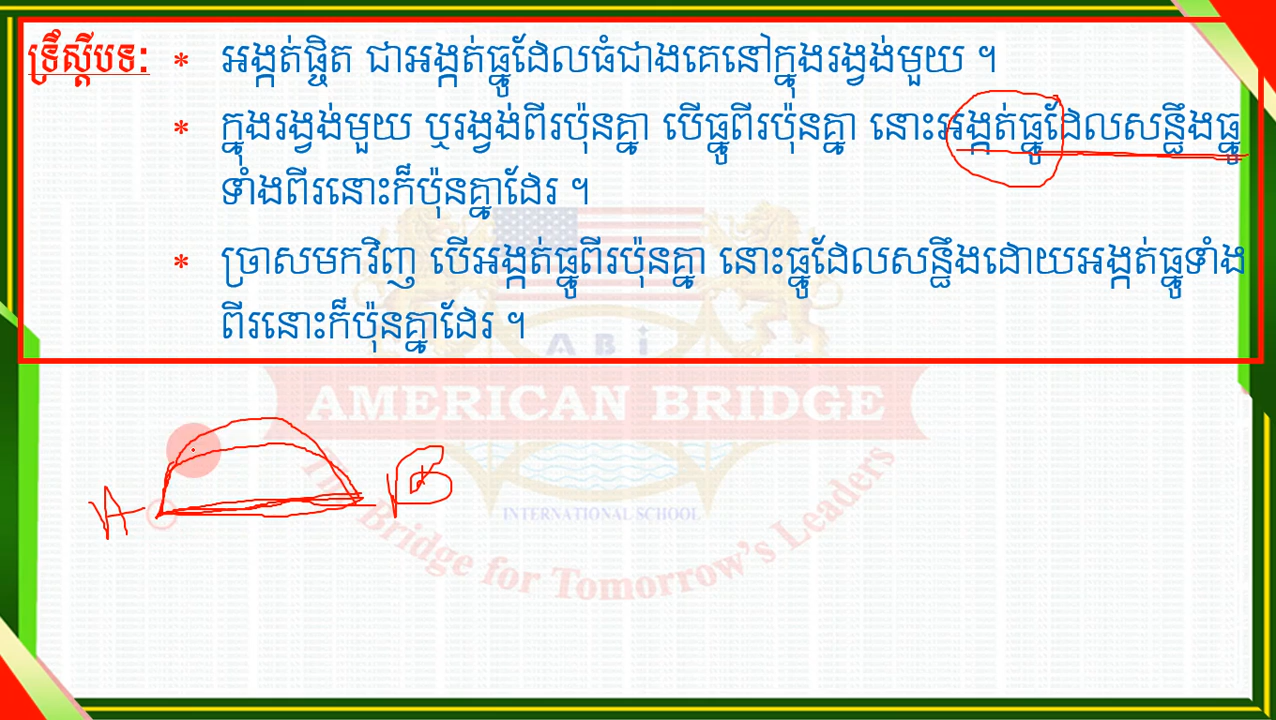 ទ្រឹស្តីបទ: * អង្កត់ផ្ចិត ជាអង្កត់ធ្នូដែលធំជាងគេនៅក្នុងរង្វង់មួយ ។
* ក្នុងរង្វង់មួយ ឬរង្វង់ពីរប៉ុនគ្នា បើធ្នូពីរប៉ុនគ្នា នោះអង្កត់ធ្នូដែលសន្ឋឹងធ្នូ
ទាំងពីរនោះក៏ប៉ុនគ្នាដែរ ។
* ច្រាសមកវិញ បើអង្កត់ធ្នូពីរប៉ុនគ្នា នោះធ្នូដែលសន្ឋឹងដោយអង្កត់ធ្នូទាំង
ពីរនោះក៏ប៉ុនគ្នាដែរ ។
ABi
AMERICAN BRIDGE
A B
INTERNATIONAL SCHOOL
The Bridge for Tomorrow's Leaders